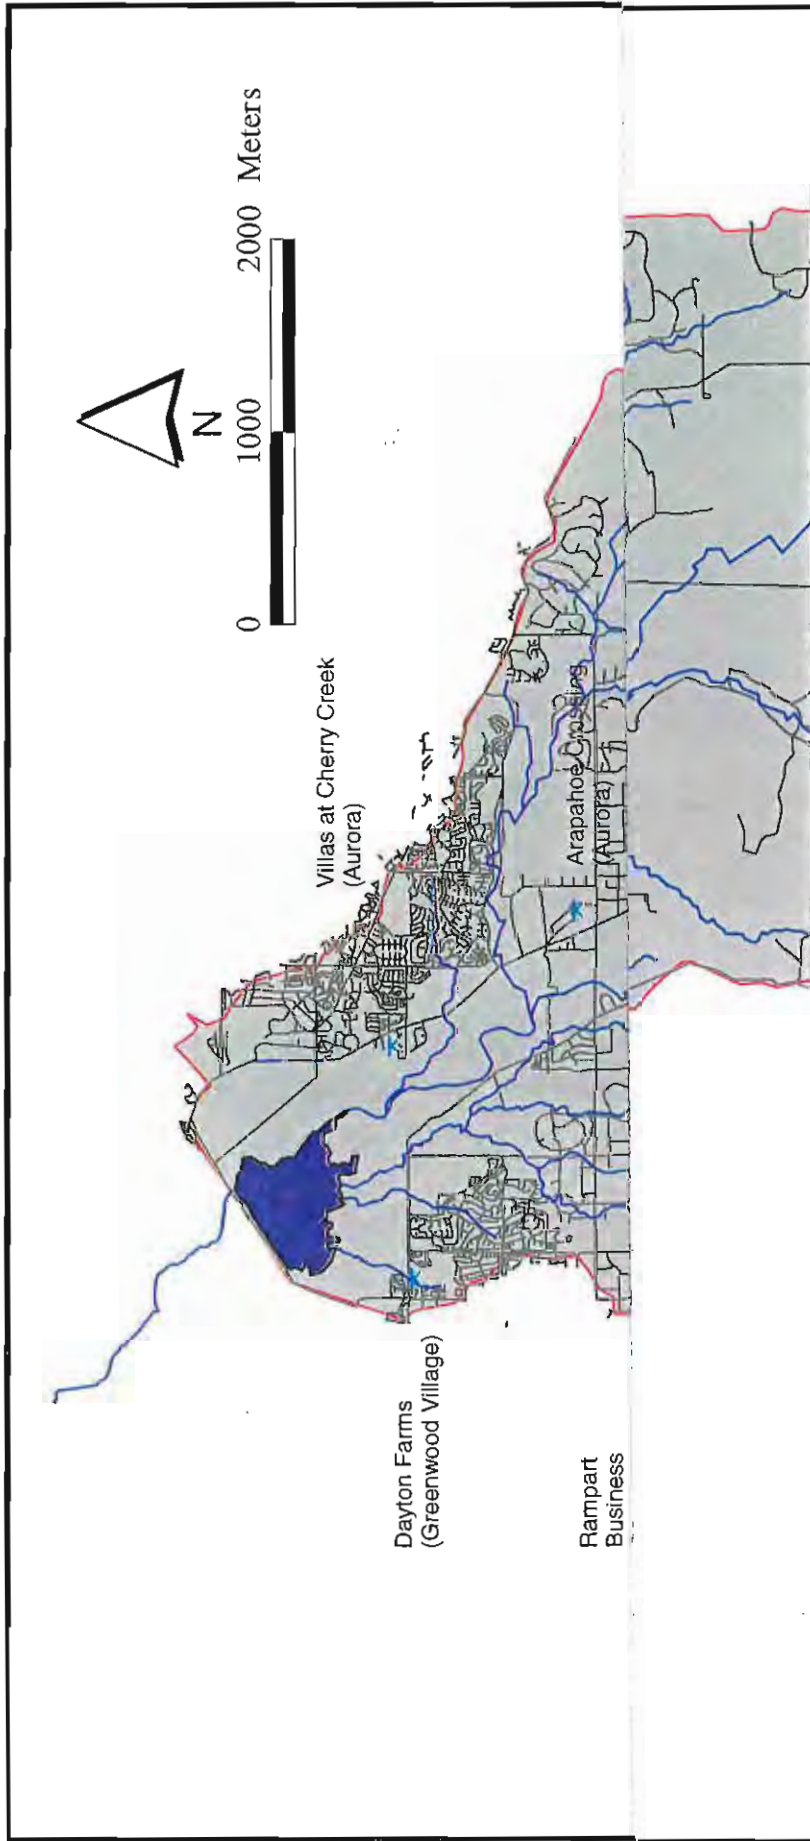 N
0 1000 2000 Meters
Villas at Cherry Creek
(Aurora)
Arapahoe Crossing
(Aurora)
Dayton Farms
(Greenwood Village)
Rampart
Business